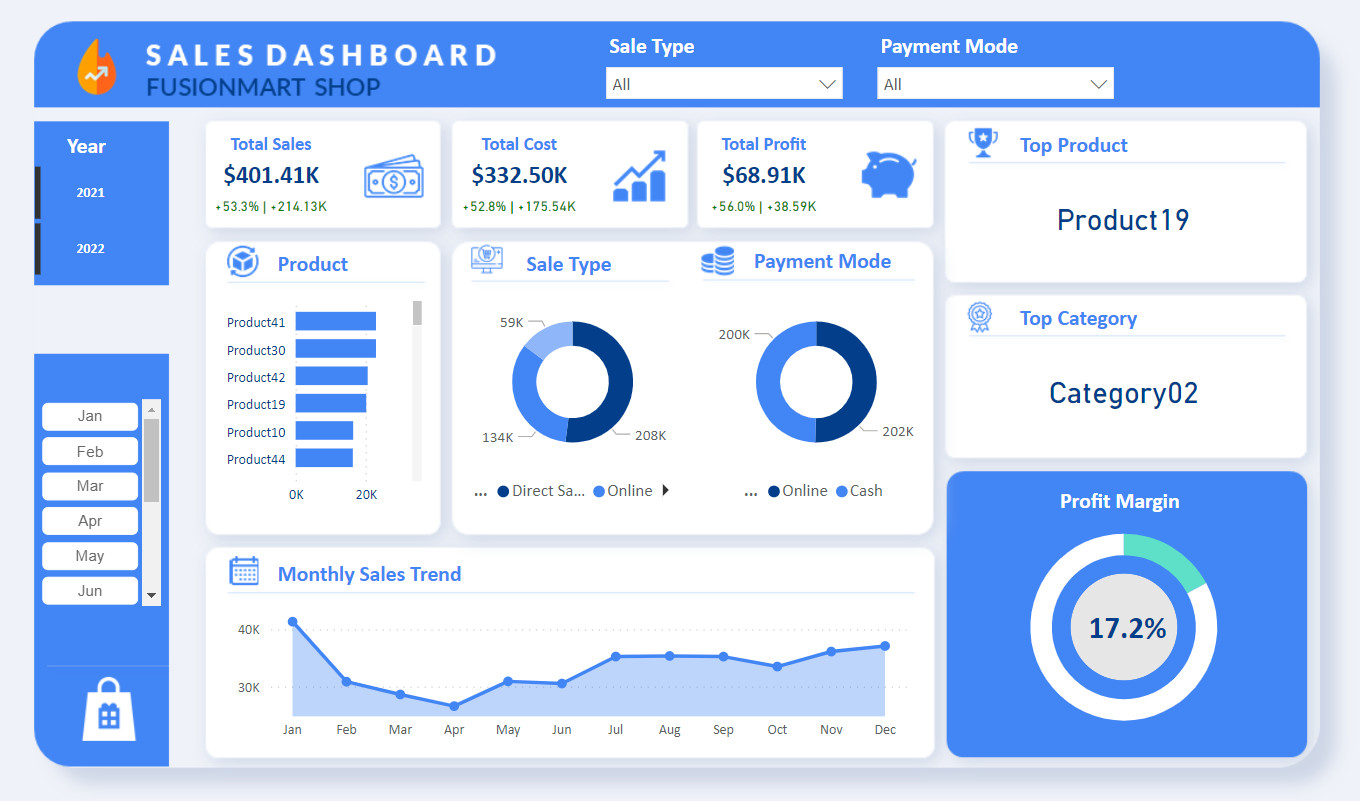 SALES DASHBOARD
FUSIONMART SHOP
Sale Type
All
Payment Mode
All
Year
2021
2022
Jan
Feb
Mar
Apr
May
Jun
Total Sales
$401.41K
+53.3% | +214.13K
Total Cost
$332.50K
+52.8% | +175.54K
Total Profit
$68.91K
+56.0% | +38.59K
Top Product
Product19
Product
Product41
Product30
Product42
Product19
Product10
Product44
0K 20K
Sale Type
59K
134K
208K
... Direct Sa... Online
Payment Mode
200K
202K
... Online Cash
Top Category
Category02
Monthly Sales Trend
40K
30K
Jan Feb Mar Apr May Jun Jul Aug Sep Oct Nov Dec
Profit Margin
17.2%